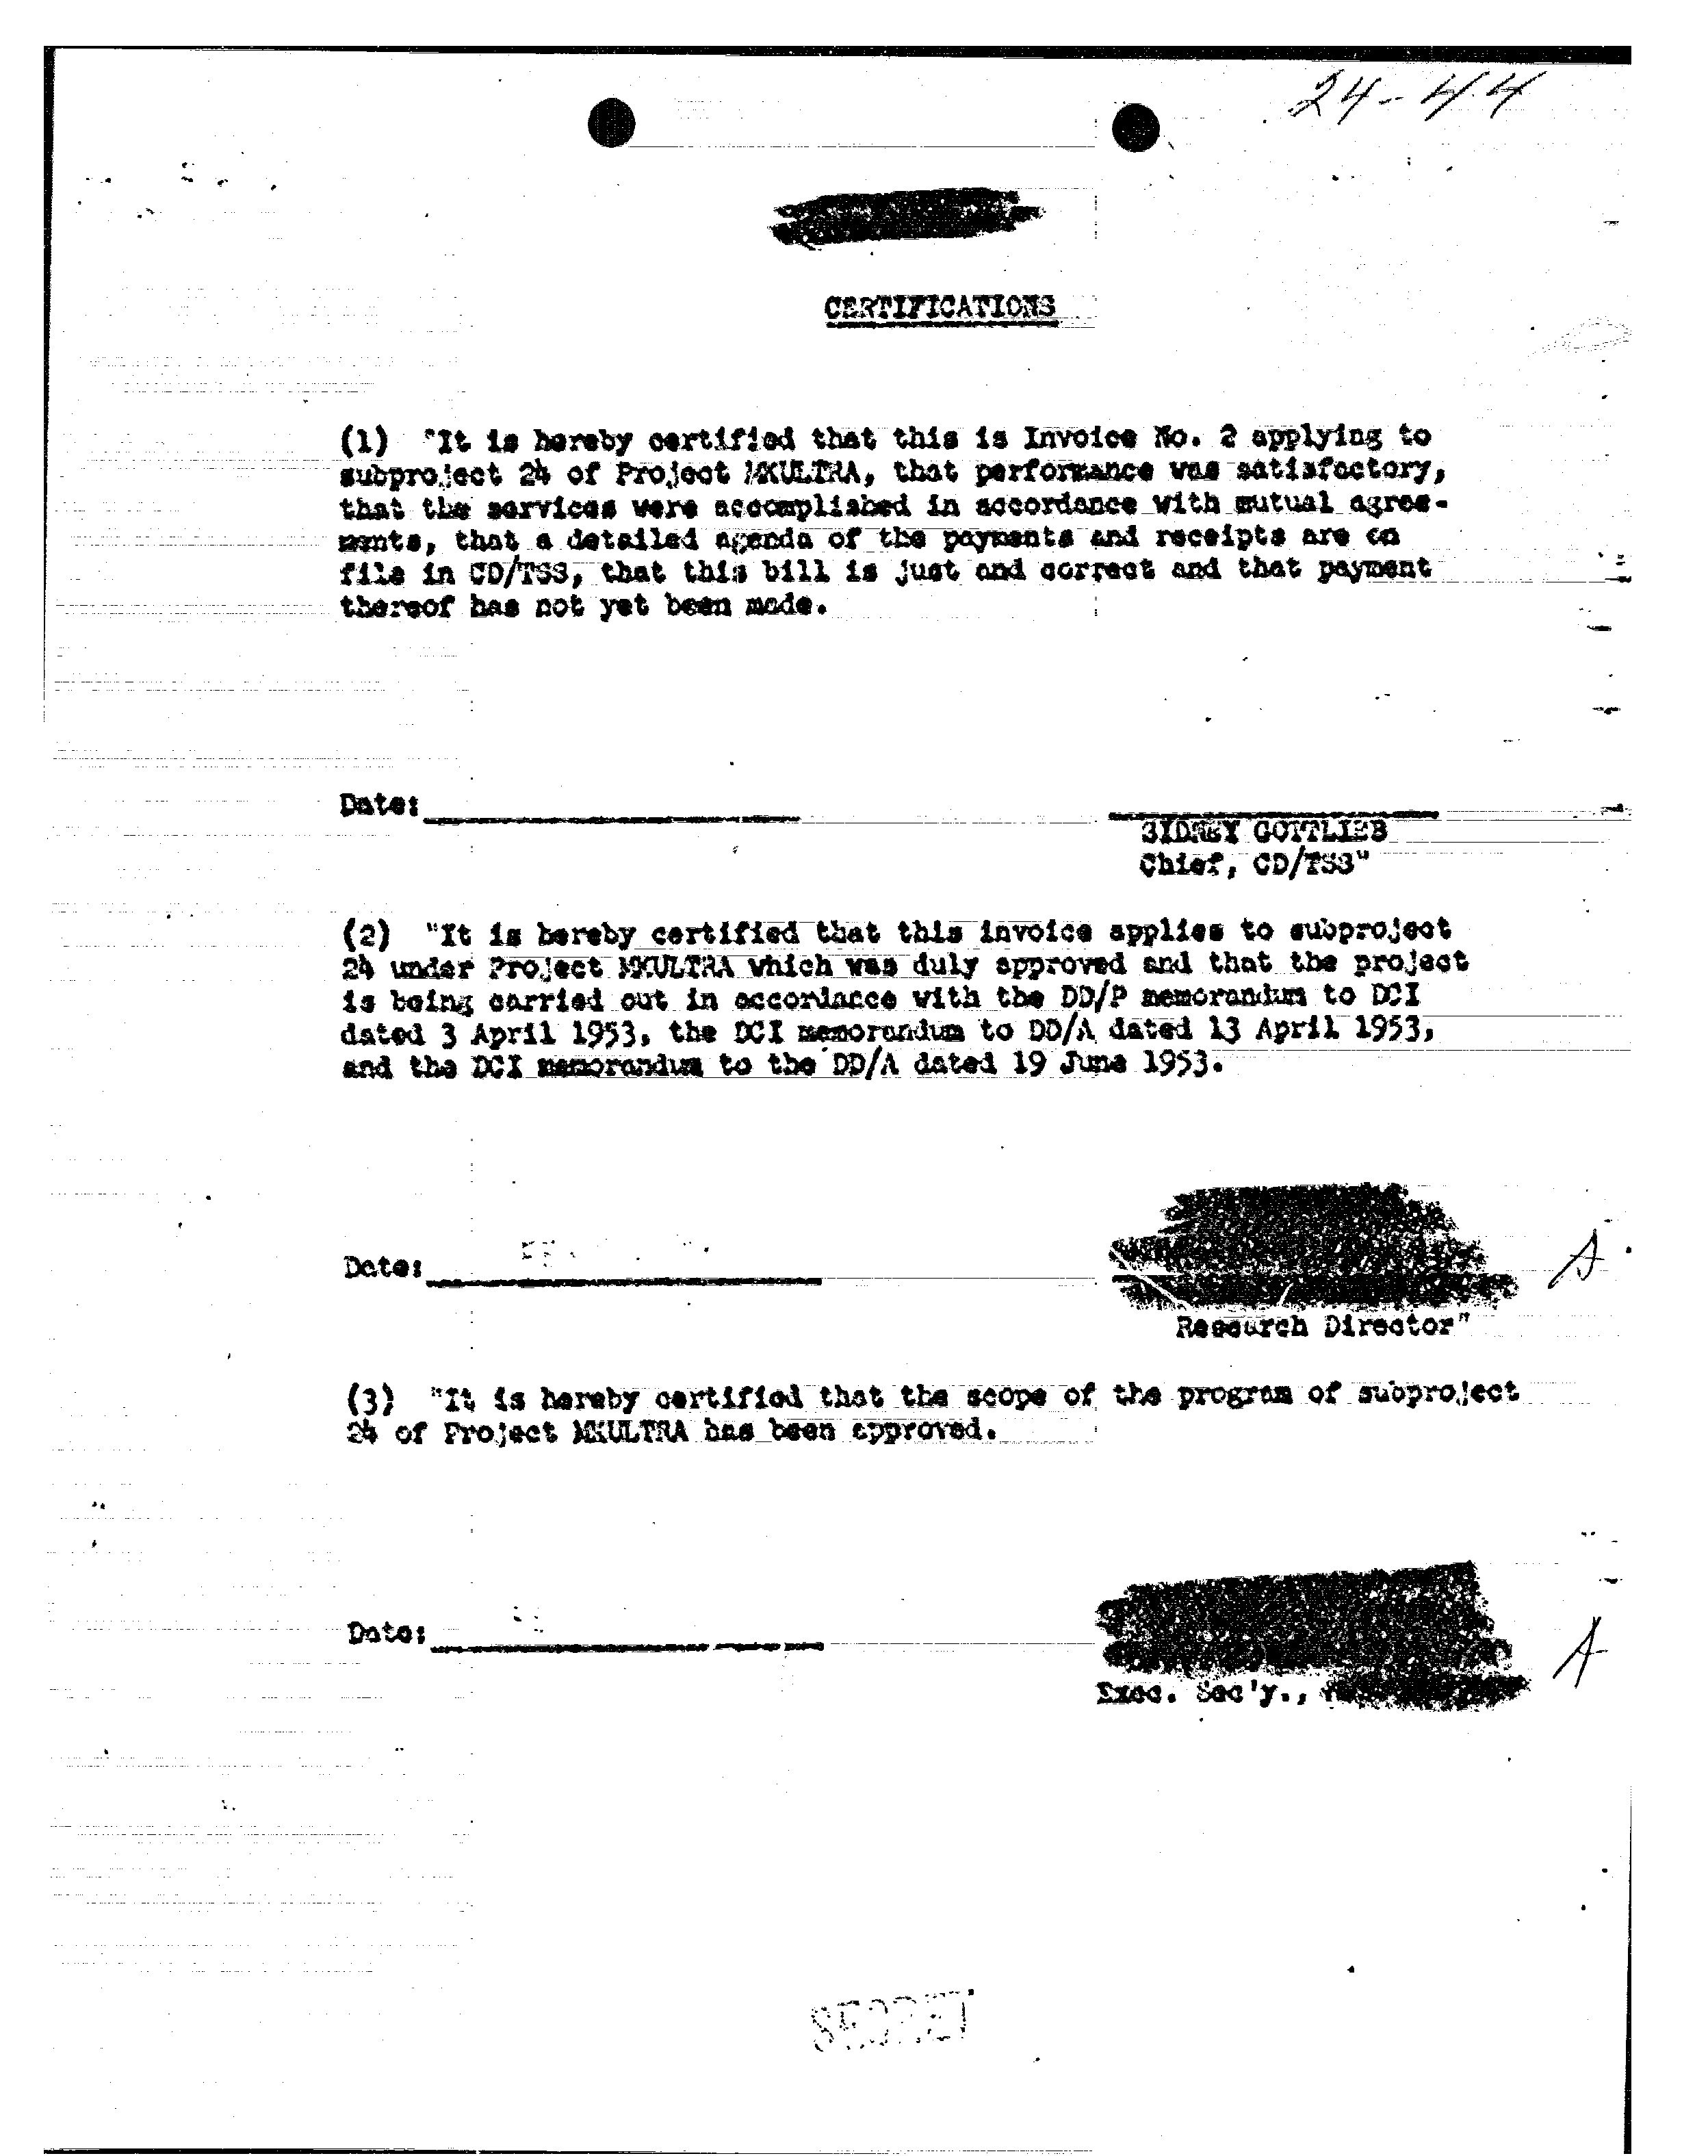 24-44
CERTIFICATIONS
(1) "It is hereby certified that this is Invoice No. 2 applying to
subproject 24 of Project MKULTRA, that performance was satisfactory,
that the services were accomplished in accordance with mutual agree-
ments, that a detailed agenda of the payments and receipts are on
file in CD/TSS, that this bill is just and correct and that payment
thereof has not yet been made.
Date:
SIDNEY GOTTLIEB
Chief, CD/TSS"
(2) "It is hereby certified that this invoice applies to subproject
24 under Project MKULTRA which was duly approved and that the project
is being carried out in accordance with the DD/P memorandum to DCI
dated 3 April 1953, the DCI memorandum to DD/A dated 13 April 1953,
and the DCI memorandum to the DD/A dated 19 June 1953.
Date:
A
Research Director"
(3) "It is hereby certified that the scope of the program of subproject
24 of Project MKULTRA has been approved.
Date:
A
Exec. Sec'y.,
SECRET